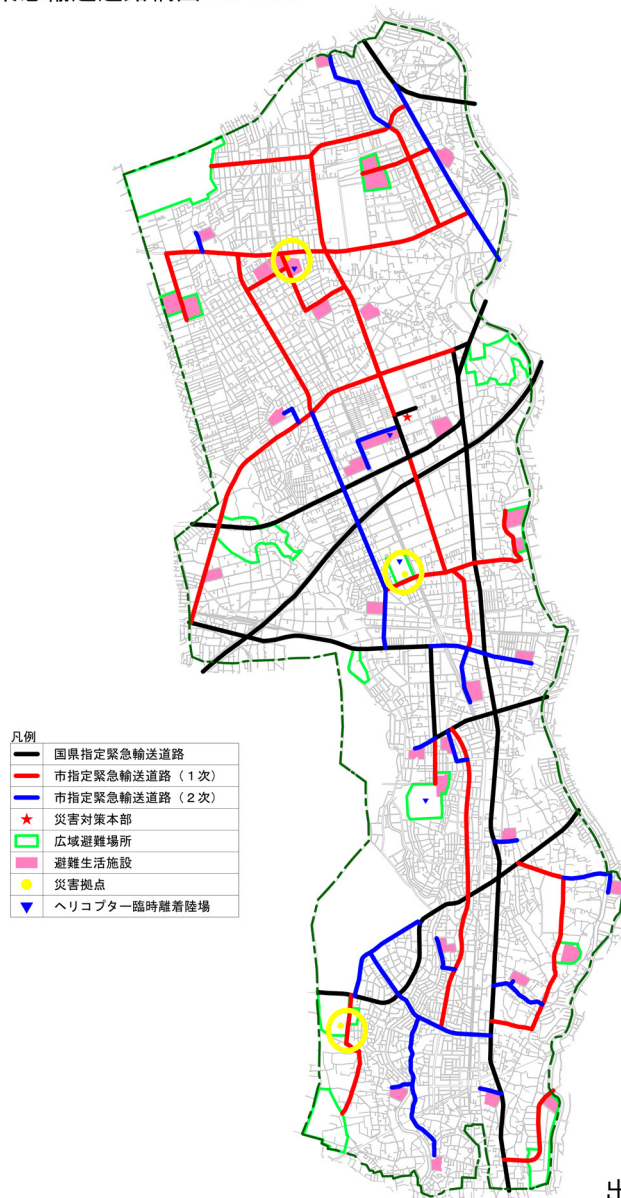 凡例
国県指定緊急輸送道路
市指定緊急輸送道路（１次）
市指定緊急輸送道路（２次）
災害対策本部
広域避難場所
避難生活施設
災害拠点
ヘリコプター臨時離着陸場